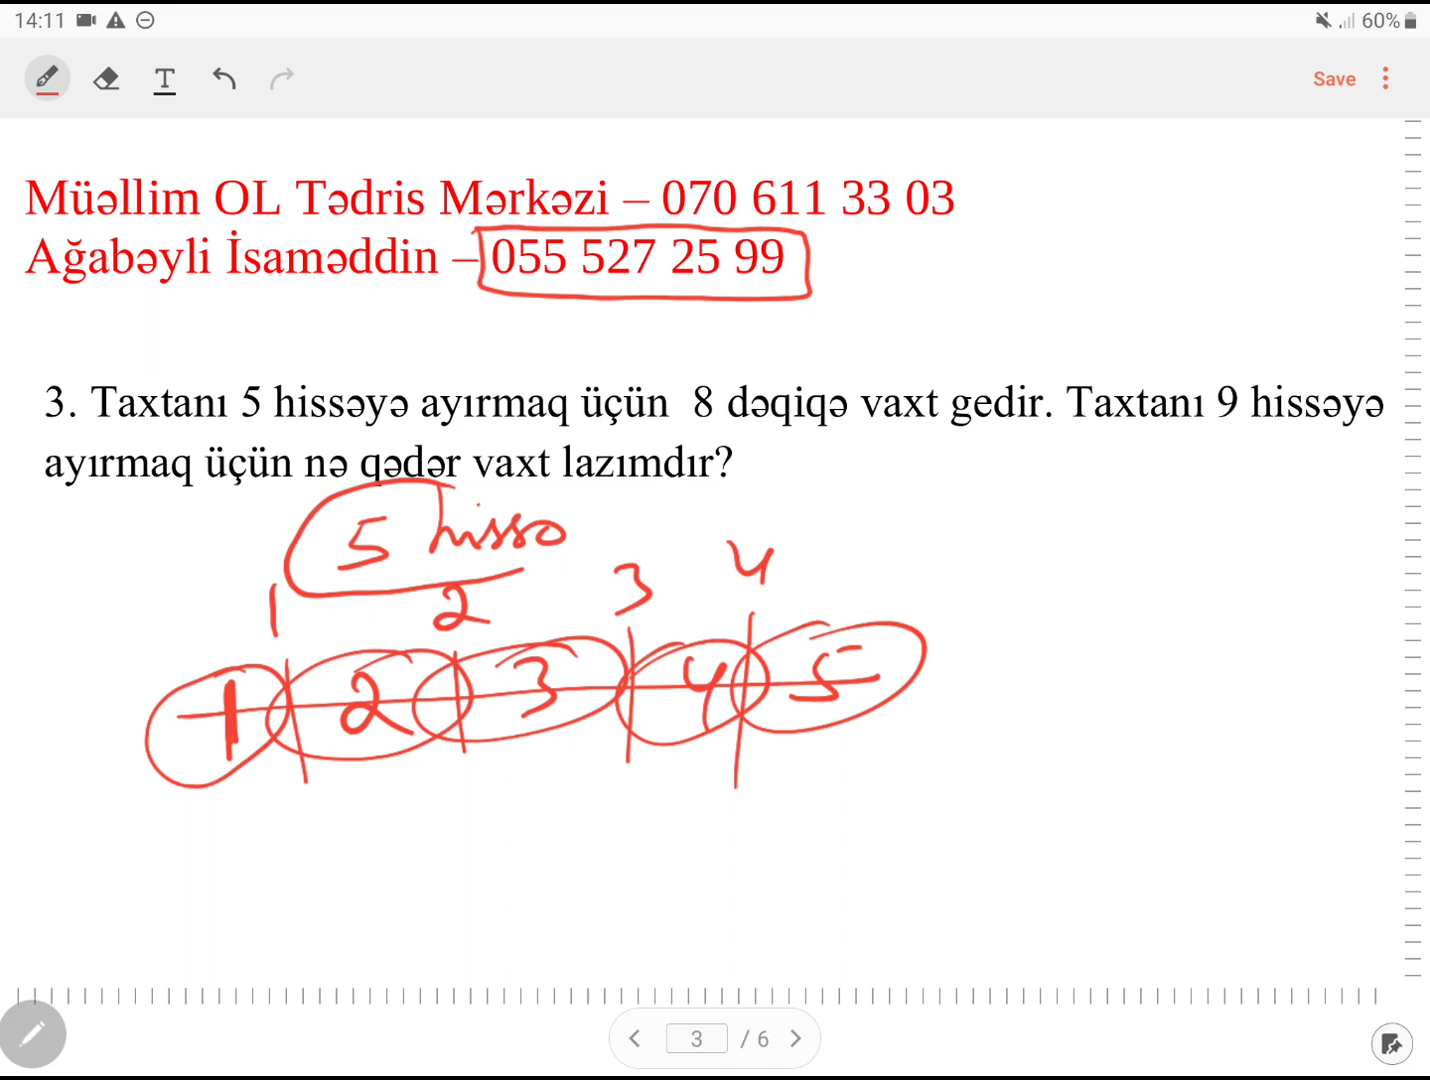 14:11
60%
Save
Müəllim OL Tədris Mərkəzi – 070 611 33 03
Ağabəyli İsaməddin – 055 527 25 99
3. Taxtanı 5 hissəyə ayırmaq üçün 8 dəqiqə vaxt gedir. Taxtanı 9 hissəyə
ayırmaq üçün nə qədər vaxt lazımdır?
5 hissə
1 2 3 4
1 2 3 4 5
3 / 6